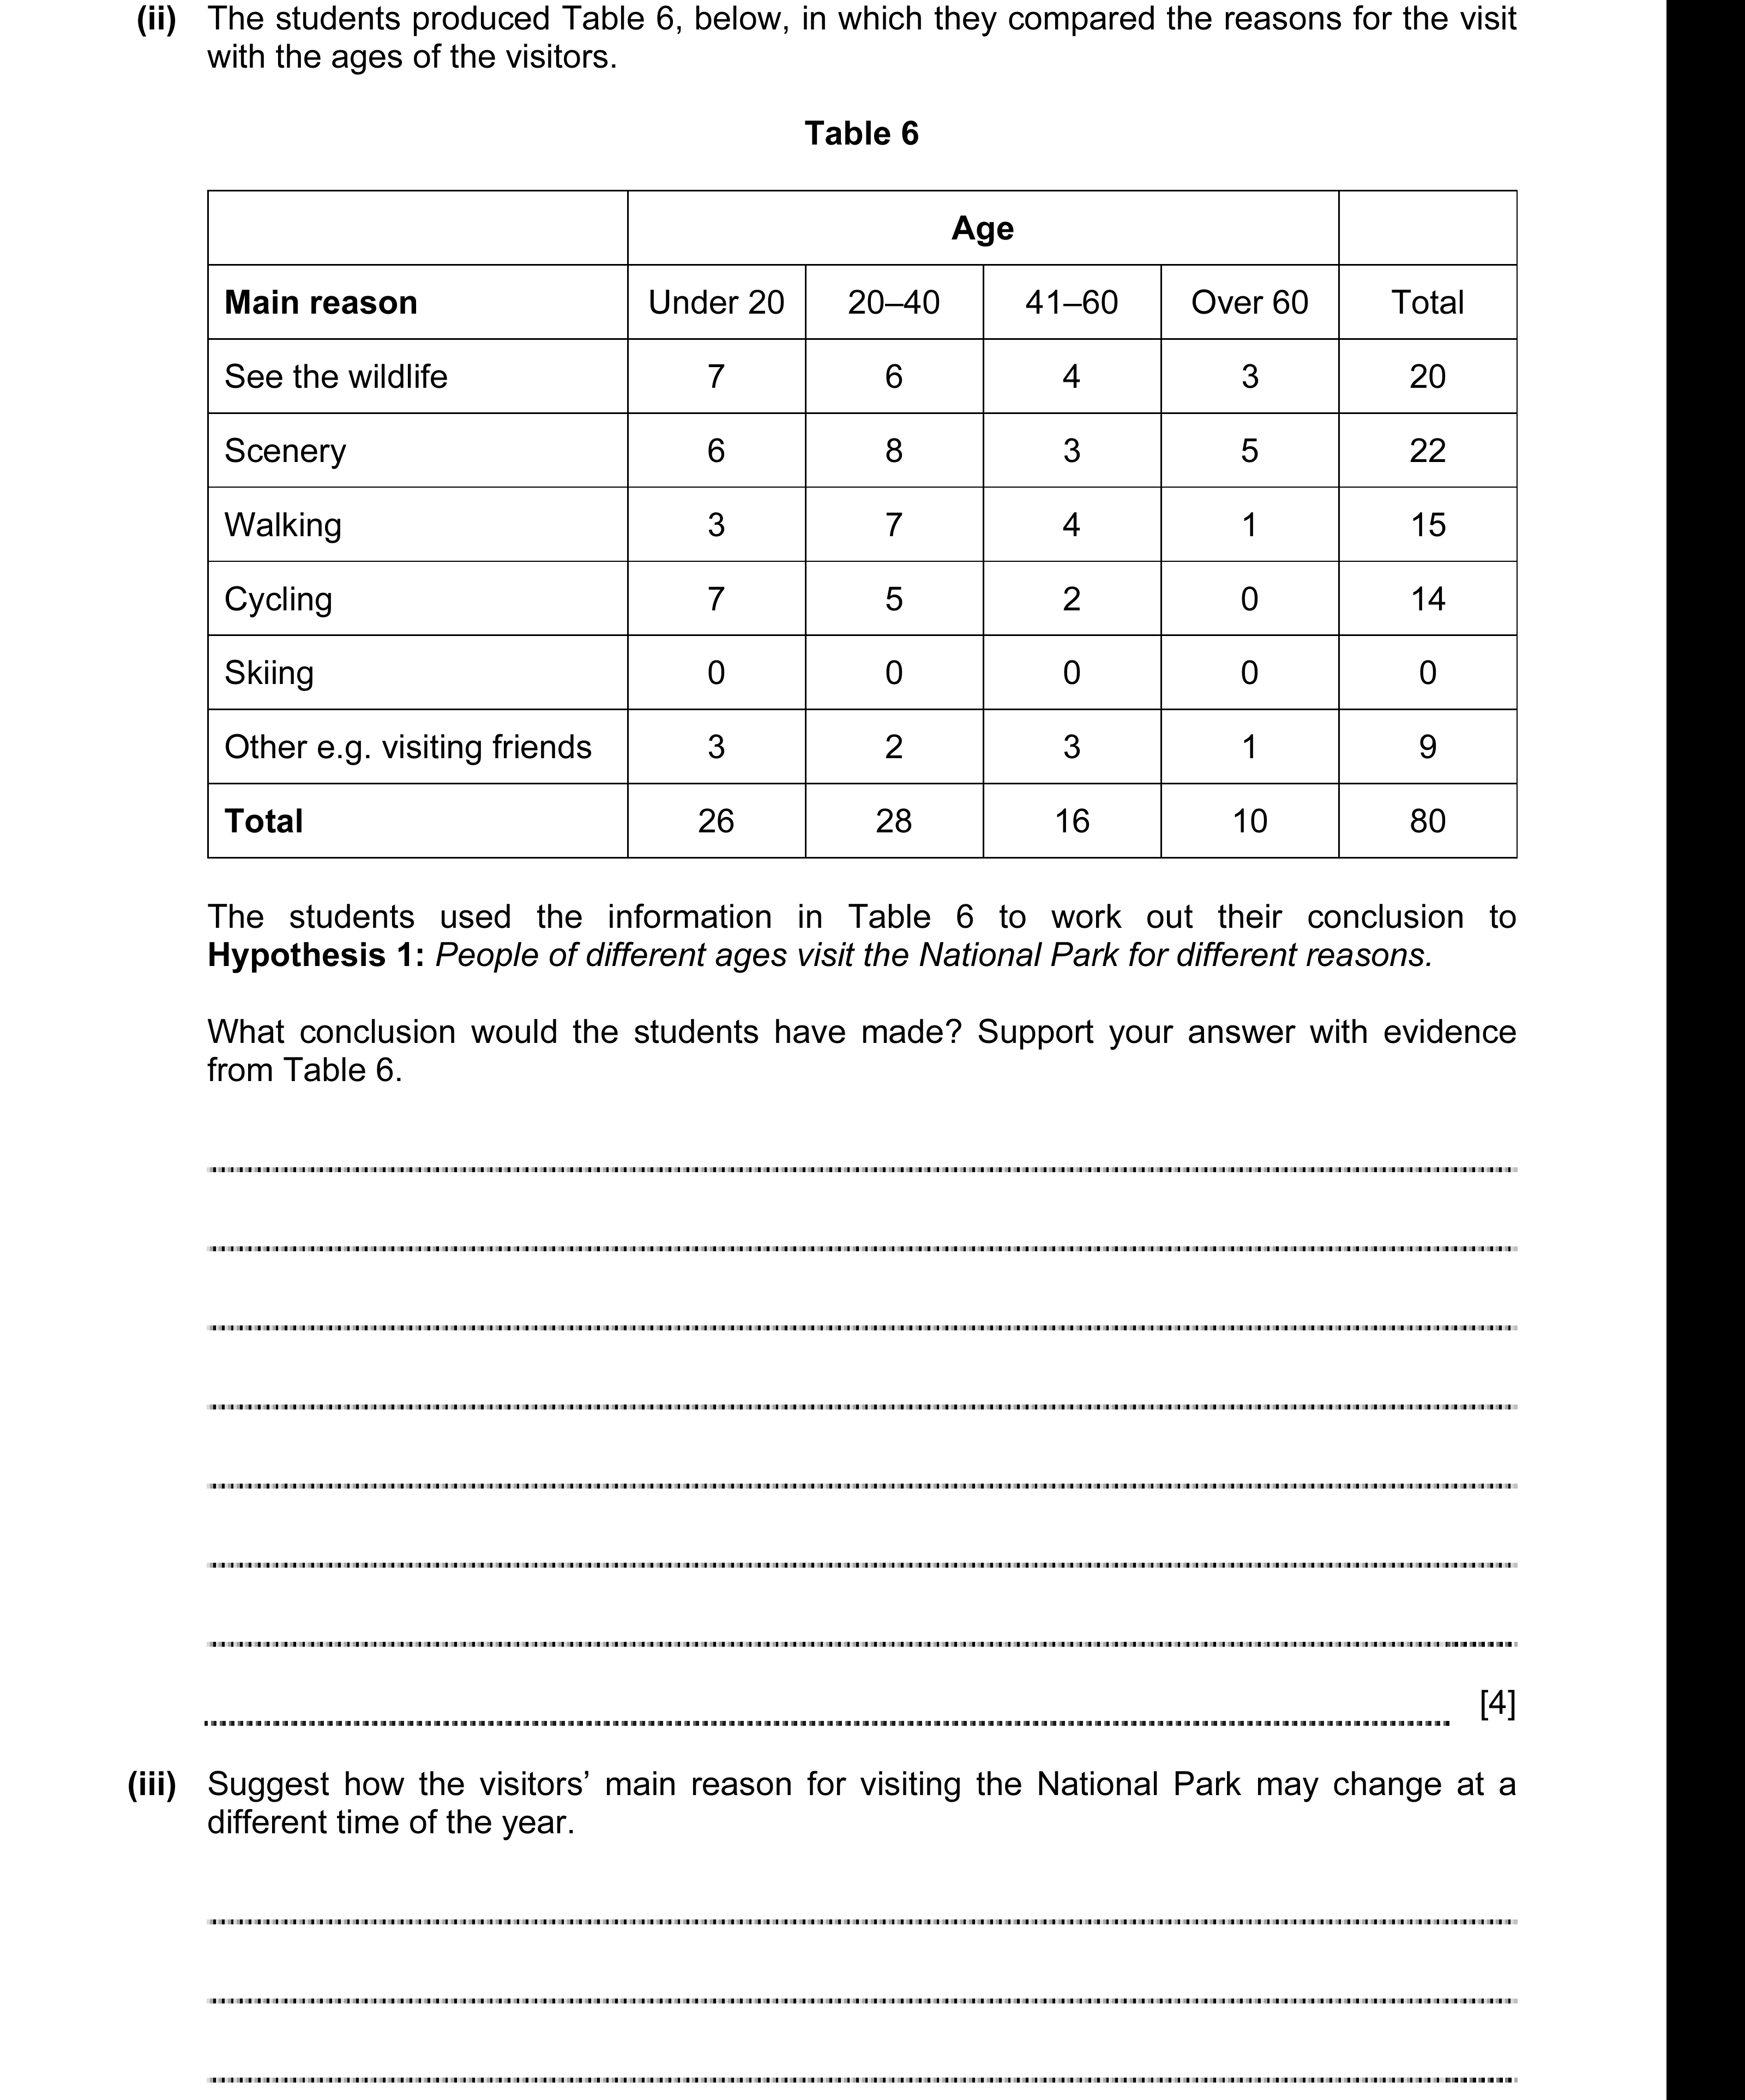 (ii) The students produced Table 6, below, in which they compared the reasons for the visit
with the ages of the visitors.
Table 6
Age
Main reason Under 20 20–40 41–60 Over 60 Total
See the wildlife 7 6 4 3 20
Scenery 6 8 3 5 22
Walking 3 7 4 1 15
Cycling 7 5 2 0 14
Skiing 0 0 0 0 0
Other e.g. visiting friends 3 2 3 1 9
Total 26 28 16 10 80
The students used the information in Table 6 to work out their conclusion to
Hypothesis 1: People of different ages visit the National Park for different reasons.
What conclusion would the students have made? Support your answer with evidence
from Table 6.
[4]
(iii) Suggest how the visitors’ main reason for visiting the National Park may change at a
different time of the year.